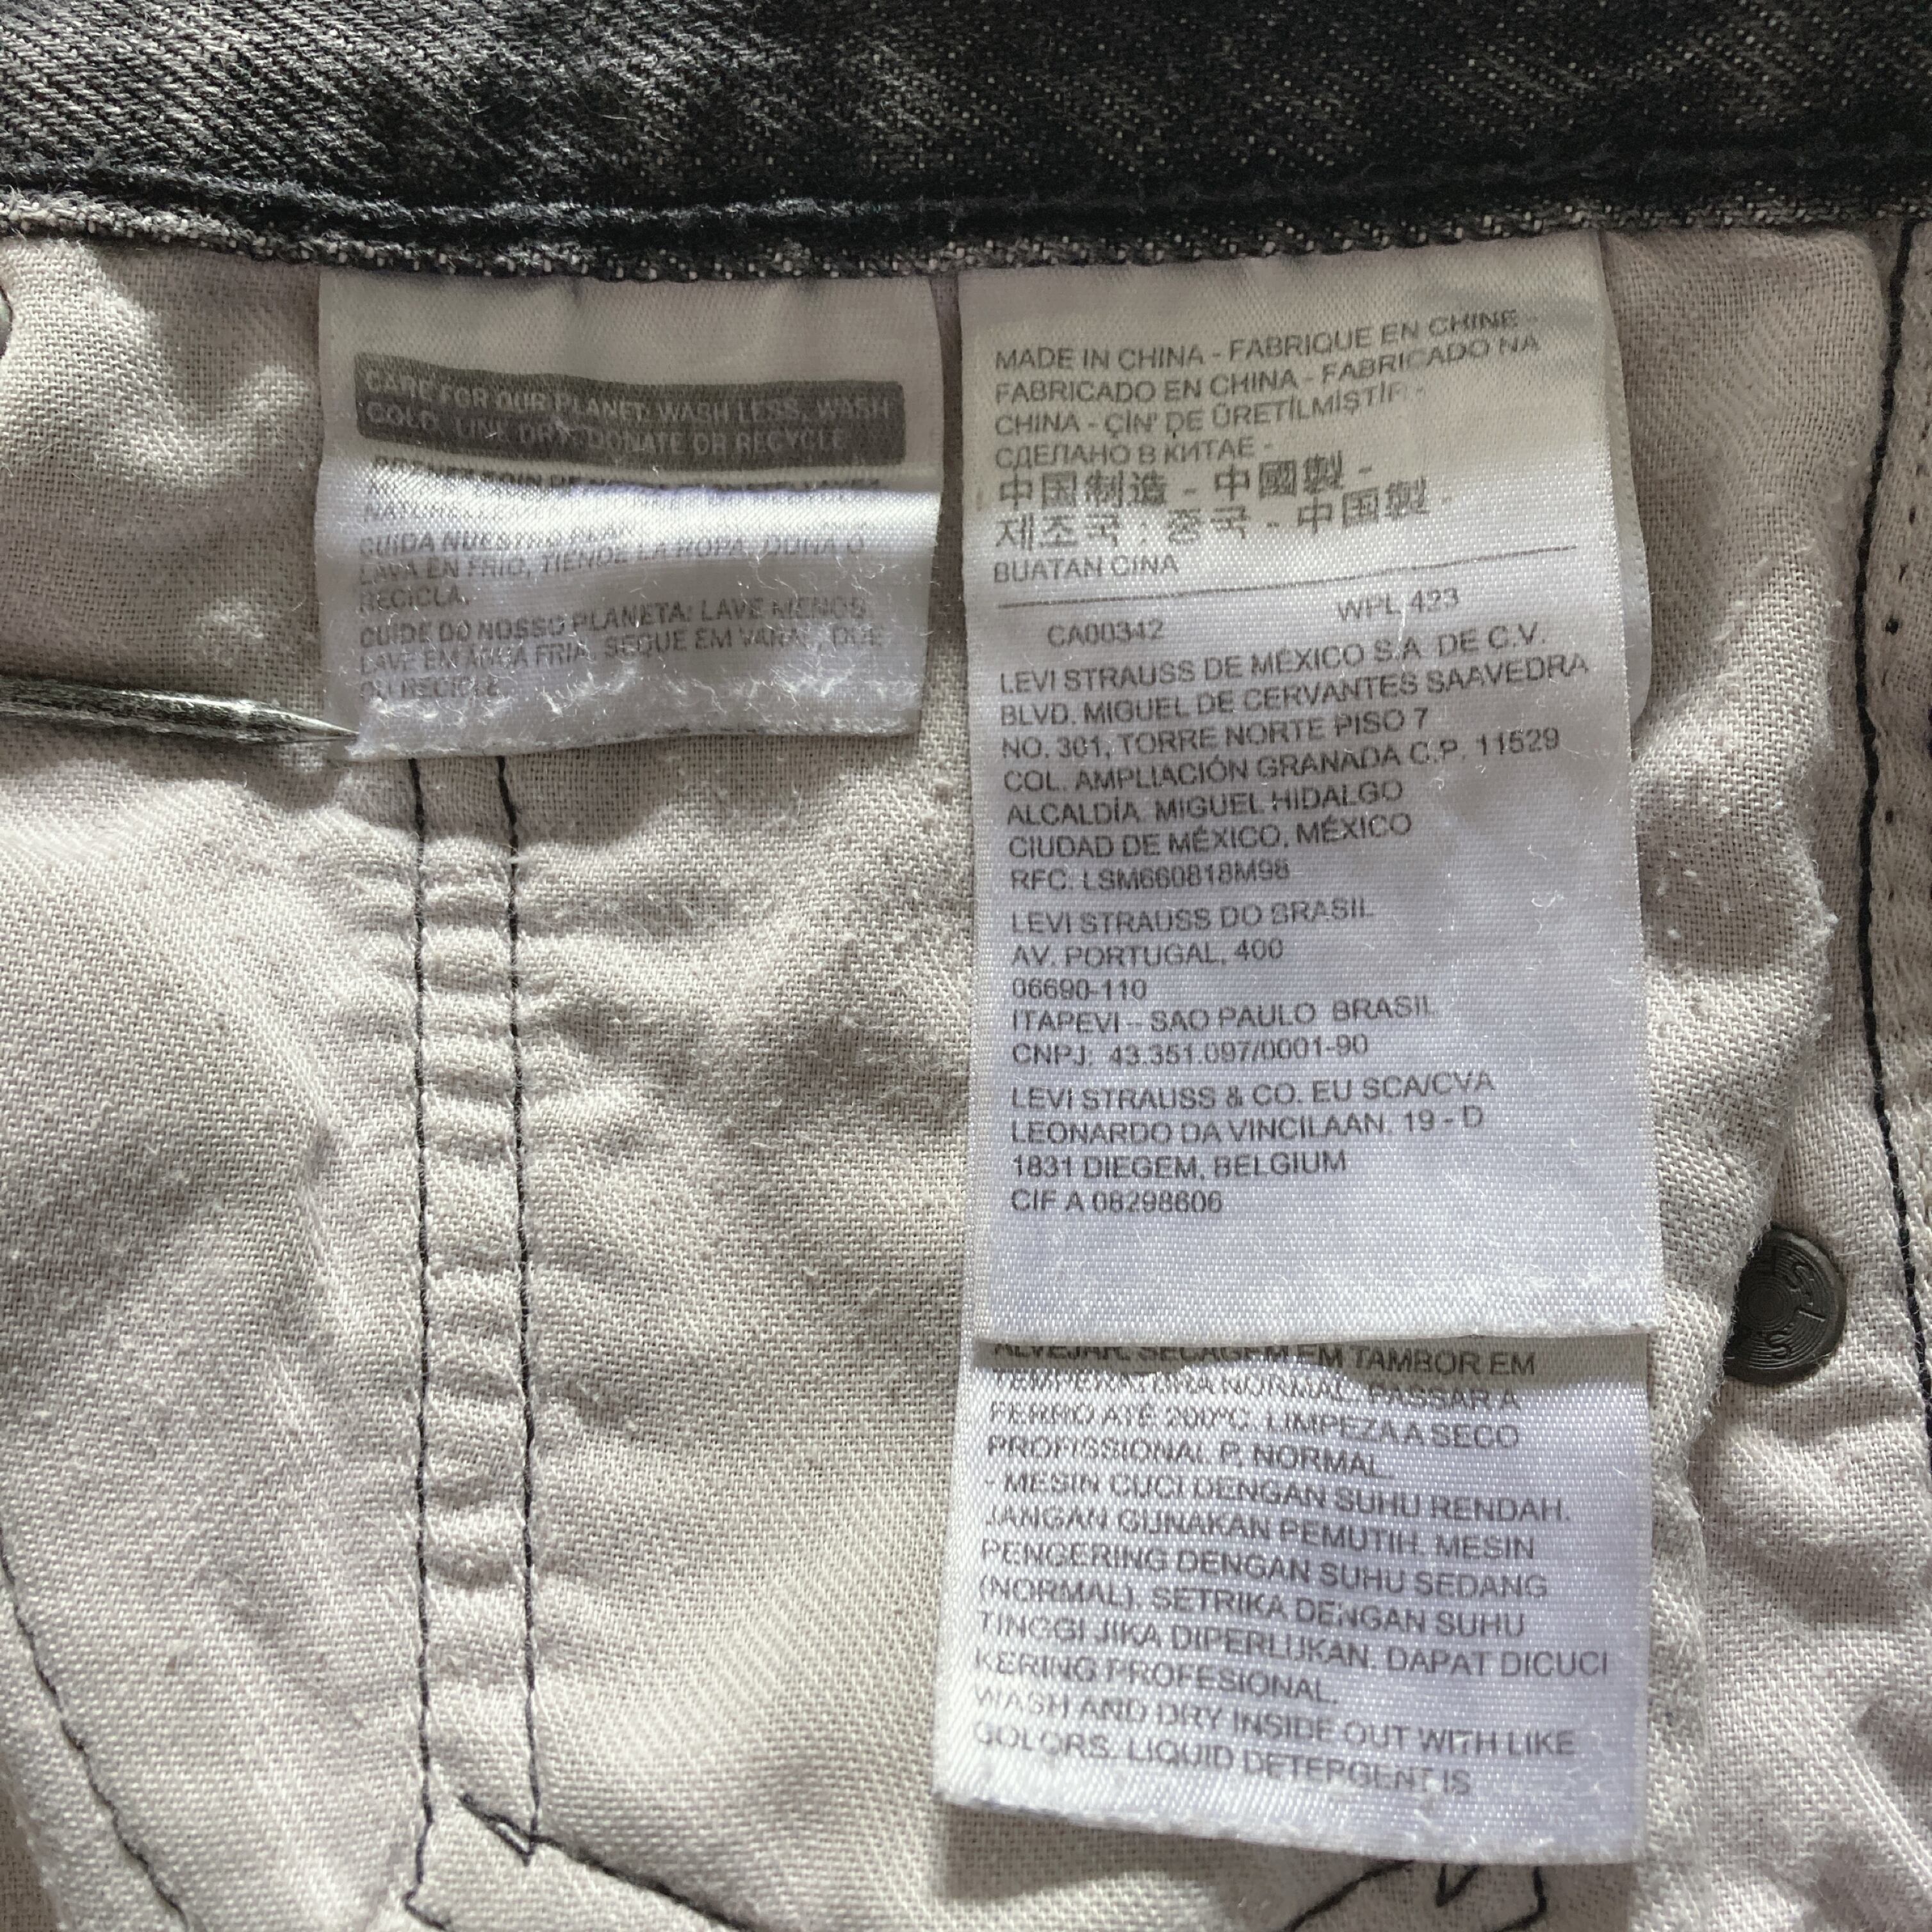 CARE FOR OUR PLANET: WASH LESS, WASH
COLD, LINE DRY, DONATE OR RECYCLE
NATURELLE
CUIDA NUESTRO
LAVA EN FRIO, TIENDE LA ROPA, DONA O
RECICLA.
CUIDE DO NOSSO PLANETA: LAVE MENOS,
LAVE EM ÁGUA FRIA, SEQUE EM VARAL, DOE
OU RECICLE.
MADE IN CHINA - FABRIQUE EN CHINE -
FABRICADO EN CHINA - FABRICADO NA
CHINA - ÇİN' DE ÜRETİLMİŞTİR -
СДЕЛАНО В КИТАЕ -
中国制造 - 中國製 -
제조국 : 중국 - 中国製 -
BUATAN CINA
CA00342 WPL 423
LEVI STRAUSS DE MÉXICO S.A. DE C.V.
BLVD. MIGUEL DE CERVANTES SAAVEDRA
NO. 301, TORRE NORTE PISO 7
COL. AMPLIACIÓN GRANADA C.P. 11529
ALCALDÍA. MIGUEL HIDALGO
CIUDAD DE MÉXICO, MÉXICO
RFC: LSM660818M98
LEVI STRAUSS DO BRASIL
AV. PORTUGAL, 400
06690-110
ITAPEVI – SAO PAULO BRASIL
CNPJ: 43.351.097/0001-90
LEVI STRAUSS & CO. EU SCA/CVA
LEONARDO DA VINCILAAN, 19 - D
1831 DIEGEM, BELGIUM
CIF A 08298606
ALVEJAR. SECAGEM EM TAMBOR EM
TEMPERATURA NORMAL. PASSAR A
FERRO ATÉ 200°C. LIMPEZA A SECO
PROFISSIONAL P. NORMAL.
- MESIN CUCI DENGAN SUHU RENDAH.
JANGAN GUNAKAN PEMUTIH. MESIN
PENGERING DENGAN SUHU SEDANG
(NORMAL). SETRIKA DENGAN SUHU
TINGGI JIKA DIPERLUKAN. DAPAT DICUCI
KERING PROFESIONAL.
WASH AND DRY INSIDE OUT WITH LIKE
COLORS. LIQUID DETERGENT IS